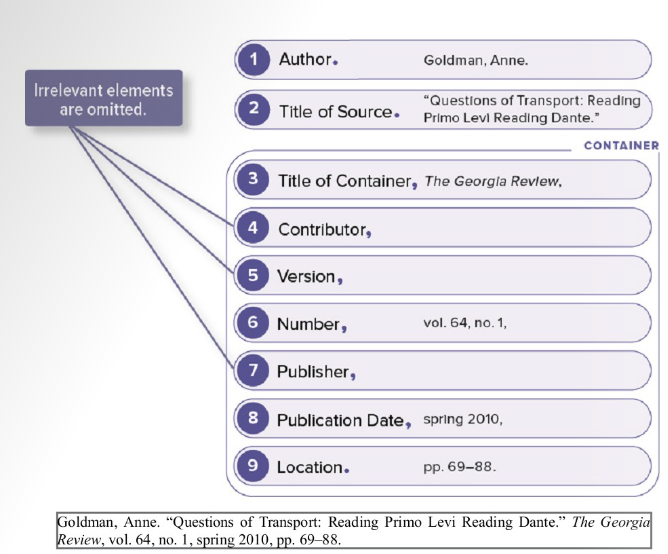 Irrelevant elements
are omitted.
1 Author. Goldman, Anne.
2 Title of Source. “Questions of Transport: Reading
Primo Levi Reading Dante.”
CONTAINER
3 Title of Container, The Georgia Review,
4 Contributor,
5 Version,
6 Number, vol. 64, no. 1,
7 Publisher,
8 Publication Date, spring 2010,
9 Location. pp. 69–88.
Goldman, Anne. “Questions of Transport: Reading Primo Levi Reading Dante.” The Georgia
Review, vol. 64, no. 1, spring 2010, pp. 69–88.